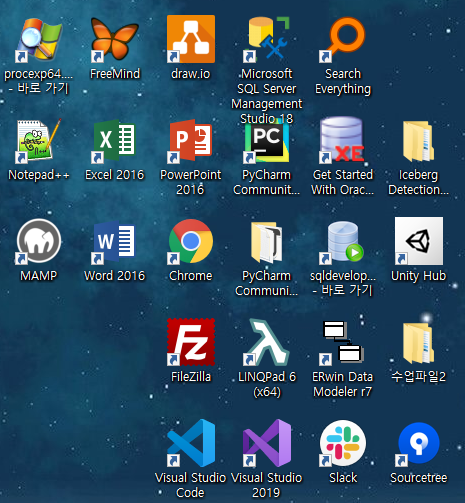 procexp64....
- 바로 가기
FreeMind
draw.io
Microsoft
SQL Server
Management
Studio 18
Search
Everything
Notepad++
Excel 2016
PowerPoint
2016
PC
PyCharm
Communit...
XE
Get Started
With Orac...
Iceberg
Detection...
MAMP
Word 2016
Chrome
PyCharm
Communi...
sqldevelop...
- 바로 가기
Unity Hub
Fz
FileZilla
LINQPad 6
(x64)
ERwin Data
Modeler r7
수업파일2
Visual Studio
Code
Visual Studio
2019
Slack
Sourcetree